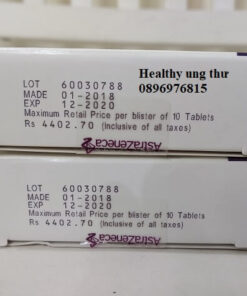 Healthy ung thư
0896976815
LOT 60030788
MADE 01-2018
EXP 12-2020
Maximum Retail Price per blister of 10 Tablets
Rs 4402.70 (Inclusive of all taxes)
AstraZeneca
LOT 60030788
MADE 01-2018
EXP 12-2020
Maximum Retail Price per blister of 10 Tablets
Rs 4402.70 (Inclusive of all taxes)
AstraZeneca